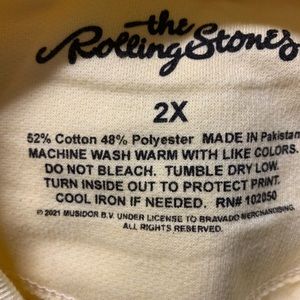 the
Rolling Stones
2X
52% Cotton 48% Polyester MADE IN Pakistan
MACHINE WASH WARM WITH LIKE COLORS.
DO NOT BLEACH. TUMBLE DRY LOW.
TURN INSIDE OUT TO PROTECT PRINT.
COOL IRON IF NEEDED. RN# 102050
© 2021 MUSIDOR B.V. UNDER LICENSE TO BRAVADO MERCHANDISING.
ALL RIGHTS RESERVED.